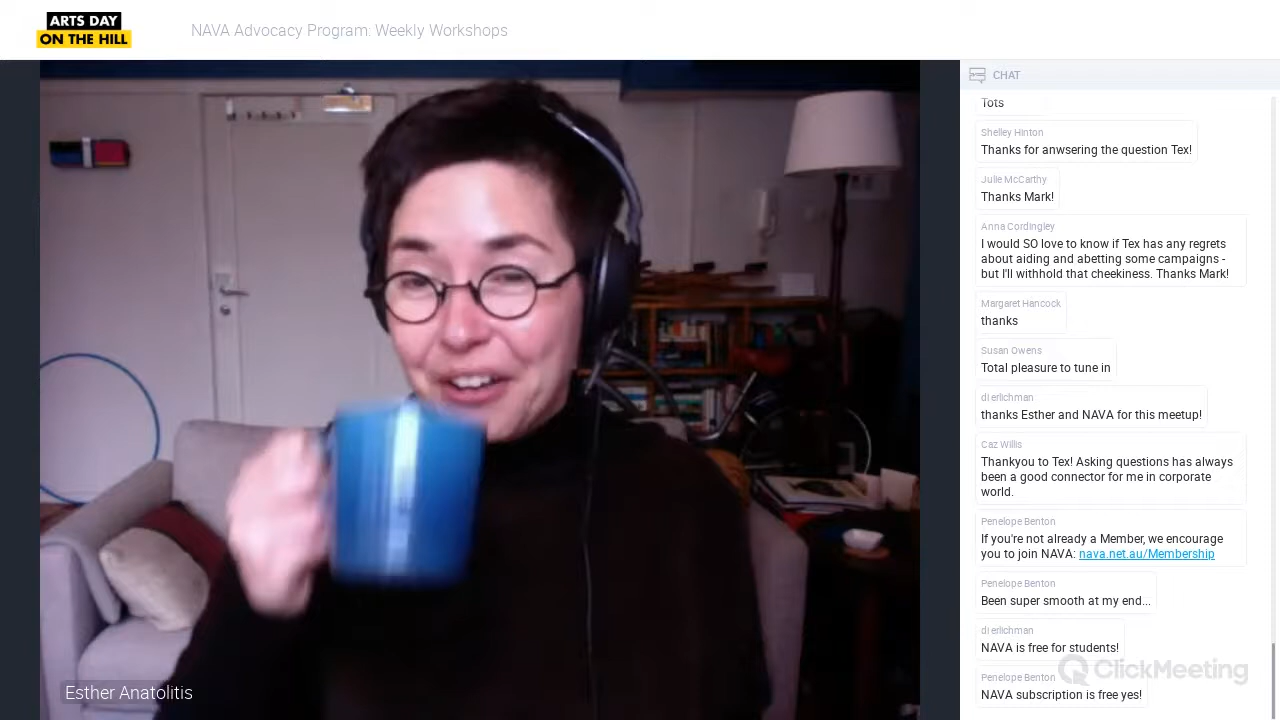 ARTS DAY
ON THE HILL
NAVA Advocacy Program: Weekly Workshops
CHAT
Tots
Shelley Hinton
Thanks for anwsering the question Tex!
Julie McCarthy
Thanks Mark!
Anna Cordingley
I would SO love to know if Tex has any regrets
about aiding and abetting some campaigns -
but I'll withhold that cheekiness. Thanks Mark!
Margaret Hancock
thanks
Susan Owens
Total pleasure to tune in
di erlichman
thanks Esther and NAVA for this meetup!
Caz Willis
Thankyou to Tex! Asking questions has always
been a good connector for me in corporate
world.
Penelope Benton
If you're not already a Member, we encourage
you to join NAVA: nava.net.au/Membership
Penelope Benton
Been super smooth at my end...
di erlichman
NAVA is free for students!
Penelope Benton
NAVA subscription is free yes!
ClickMeeting
Esther Anatolitis